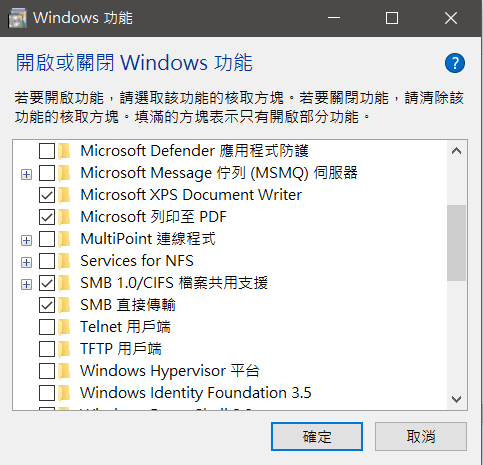 Windows 功能
開啟或關閉 Windows 功能
若要開啟功能，請選取該功能的核取方塊。若要關閉功能，請清除該
功能的核取方塊。填滿的方塊表示只有開啟部分功能。
Microsoft Defender 應用程式防護
Microsoft Message 佇列 (MSMQ) 伺服器
Microsoft XPS Document Writer
Microsoft 列印至 PDF
MultiPoint 連線程式
Services for NFS
SMB 1.0/CIFS 檔案共用支援
SMB 直接傳輸
Telnet 用戶端
TFTP 用戶端
Windows Hypervisor 平台
Windows Identity Foundation 3.5
確定
取消